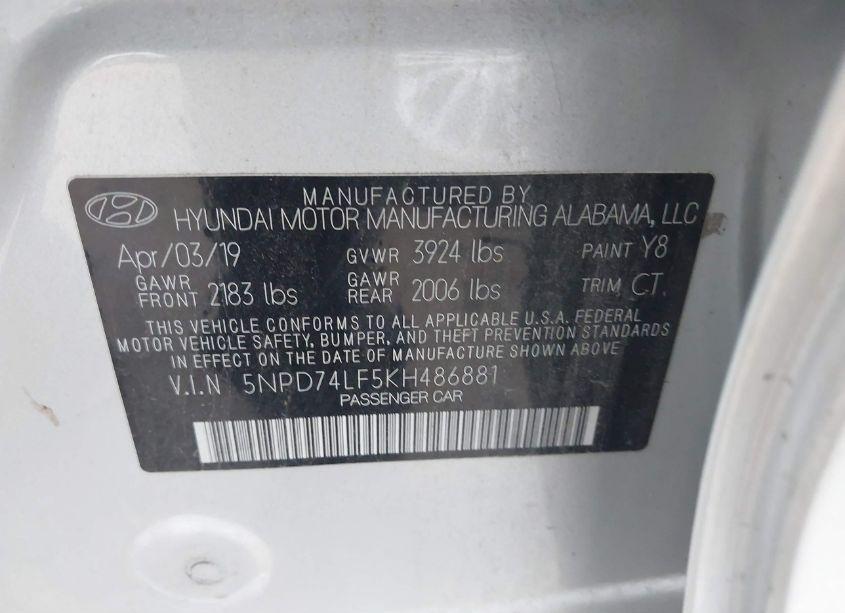 MANUFACTURED BY
HYUNDAI MOTOR MANUFACTURING ALABAMA, LLC
Apr/03/19 GVWR 3924 lbs PAINT Y8
GAWR FRONT 2183 lbs GAWR REAR 2006 lbs TRIM CT.
THIS VEHICLE CONFORMS TO ALL APPLICABLE U.S.A. FEDERAL
MOTOR VEHICLE SAFETY, BUMPER, AND THEFT PREVENTION STANDARDS
IN EFFECT ON THE DATE OF MANUFACTURE SHOWN ABOVE
V.I.N 5NPD74LF5KH486881
PASSENGER CAR